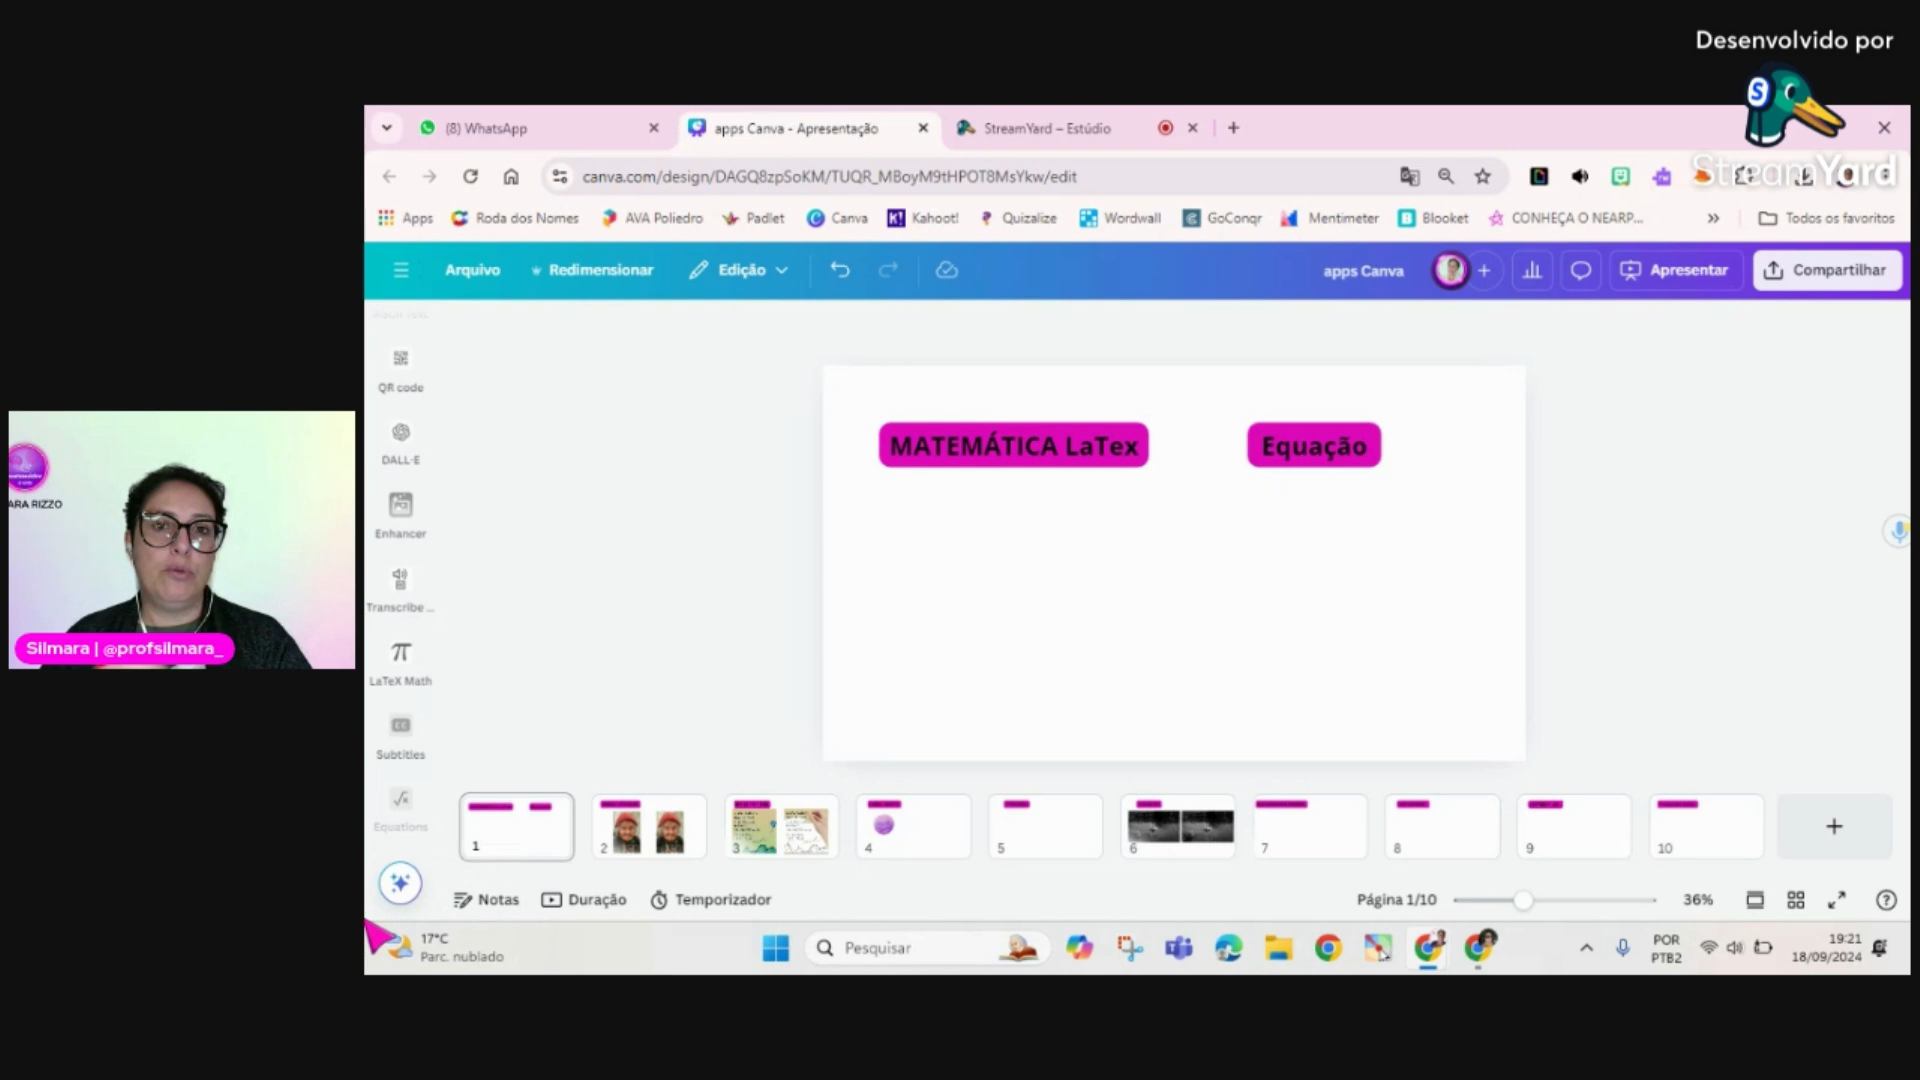 Desenvolvido por
StreamYard
(8) WhatsApp
apps Canva - Apresentação
StreamYard – Estúdio
canva.com/design/DAGQ8zpSoKM/TUQR_MBoyM9tHPOT8MsYkw/edit
Apps
Roda dos Nomes
AVA Poliedro
Padlet
Canva
Kahoot!
Quizalize
Wordwall
GoConqr
Mentimeter
Blooket
CONHEÇA O NEARP...
Todos os favoritos
Arquivo
Redimensionar
Edição
apps Canva
Apresentar
Compartilhar
QR code
DALL·E
Enhancer
Transcribe ...
LaTeX Math
Subtitles
Equations
MATEMÁTICA LaTex
Equação
ARA RIZZO
Silmara | @profsilmara_
1
2
3
4
5
6
7
8
9
10
Notas
Duração
Temporizador
Página 1/10
36%
17°C
Parc. nublado
Pesquisar
POR
PTB2
19:21
18/09/2024